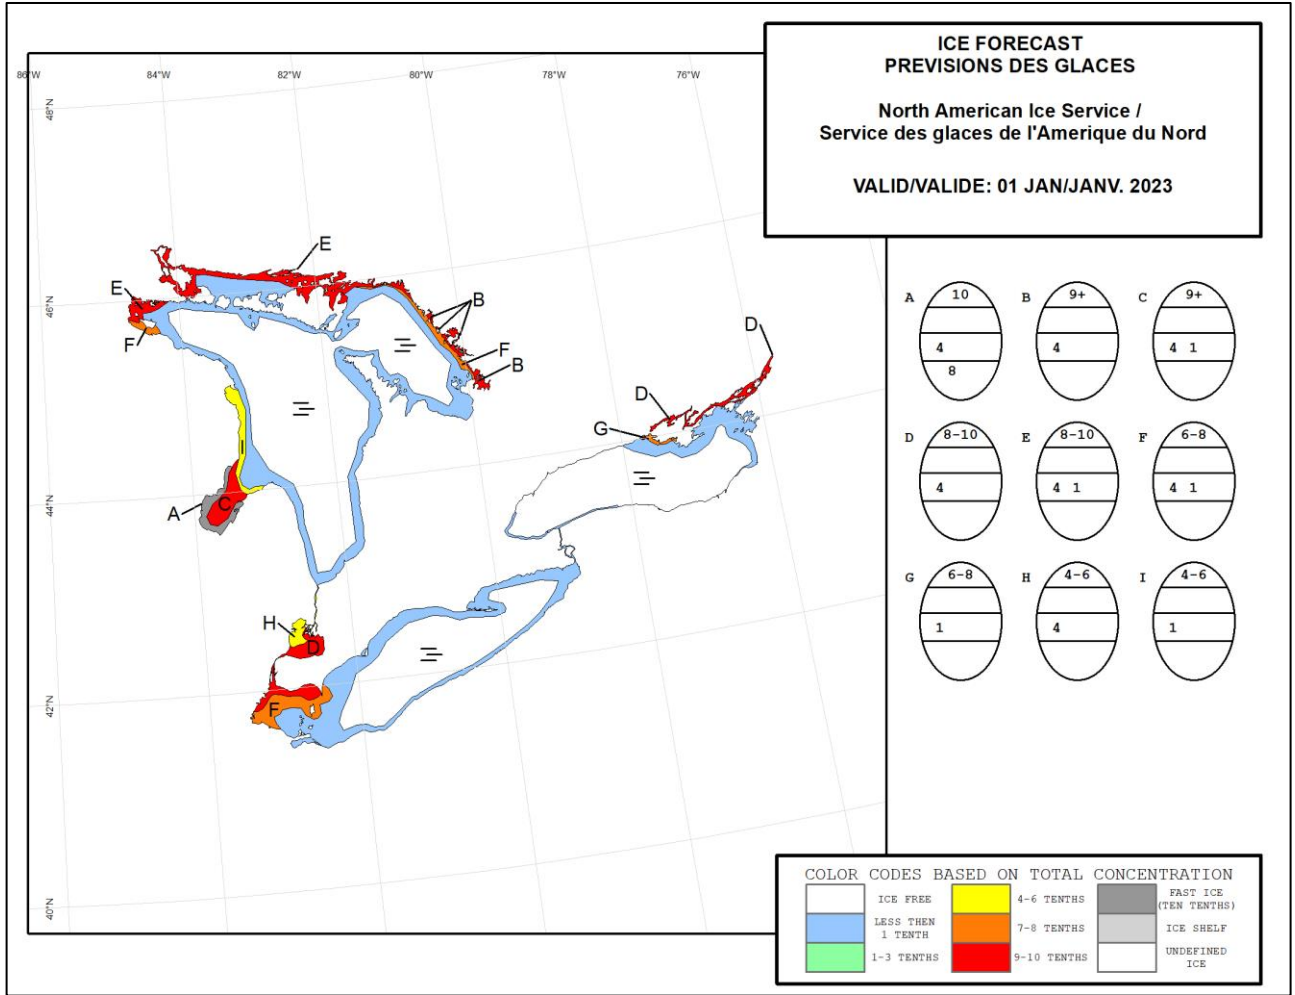 ICE FORECAST
PREVISIONS DES GLACES
North American Ice Service /
Service des glaces de l'Amerique du Nord
VALID/VALIDE: 01 JAN/JANV. 2023
86°W 84°W 82°W 80°W 78°W 76°W
48°N
46°N
44°N
42°N
40°N
E
E
B
F
F
B
D
D
G
I
C
A
H
D
F
A 10
4
8
B 9+
4
C 9+
4 1
D 8-10
4
E 8-10
4 1
F 6-8
4 1
G 6-8
1
H 4-6
4
I 4-6
1
COLOR CODES BASED ON TOTAL CONCENTRATION
ICE FREE
LESS THEN
1 TENTH
1-3 TENTHS
4-6 TENTHS
7-8 TENTHS
9-10 TENTHS
FAST ICE
(TEN TENTHS)
ICE SHELF
UNDEFINED
ICE